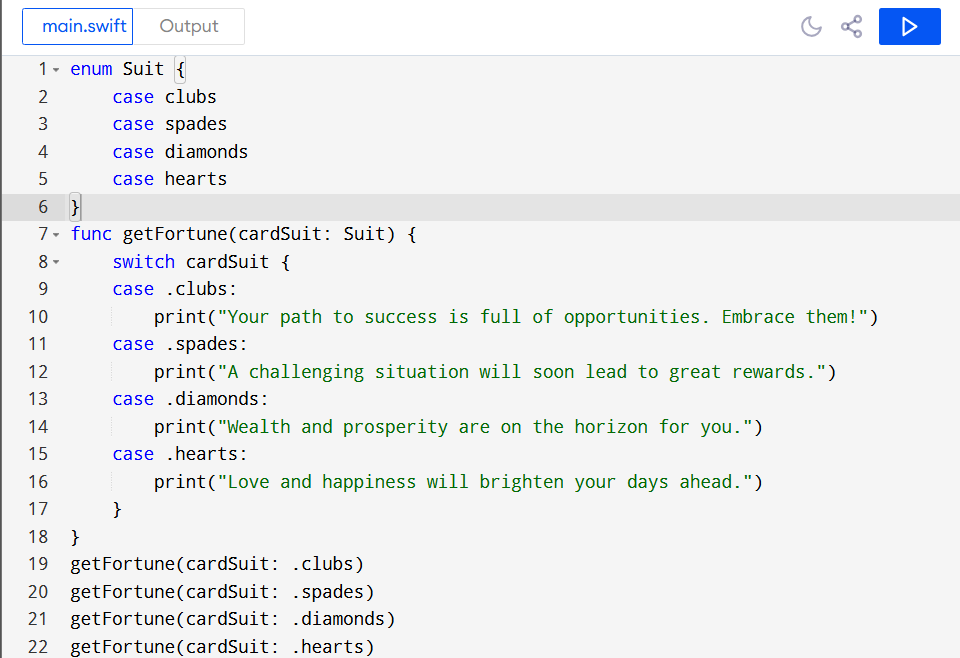 main.swift Output
1 enum Suit {
2     case clubs
3     case spades
4     case diamonds
5     case hearts
6 }
7 func getFortune(cardSuit: Suit) {
8     switch cardSuit {
9     case .clubs:
10         print("Your path to success is full of opportunities. Embrace them!")
11     case .spades:
12         print("A challenging situation will soon lead to great rewards.")
13     case .diamonds:
14         print("Wealth and prosperity are on the horizon for you.")
15     case .hearts:
16         print("Love and happiness will brighten your days ahead.")
17     }
18 }
19 getFortune(cardSuit: .clubs)
20 getFortune(cardSuit: .spades)
21 getFortune(cardSuit: .diamonds)
22 getFortune(cardSuit: .hearts)